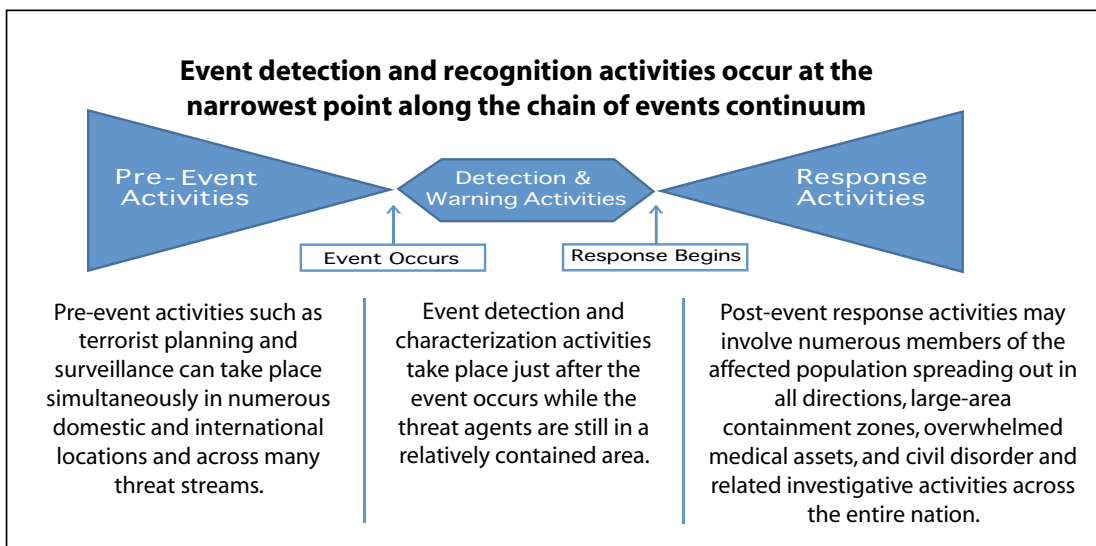 Event detection and recognition activities occur at the
narrowest point along the chain of events continuum
Pre-Event
Activities
Detection &
Warning Activities
Response
Activities
Event Occurs
Response Begins
Pre-event activities such as
terrorist planning and
surveillance can take place
simultaneously in numerous
domestic and international
locations and across many
threat streams.
Event detection and
characterization activities
take place just after the
event occurs while the
threat agents are still in a
relatively contained area.
Post-event response activities may
involve numerous members of the
affected population spreading out in
all directions, large-area
containment zones, overwhelmed
medical assets, and civil disorder and
related investigative activities across
the entire nation.